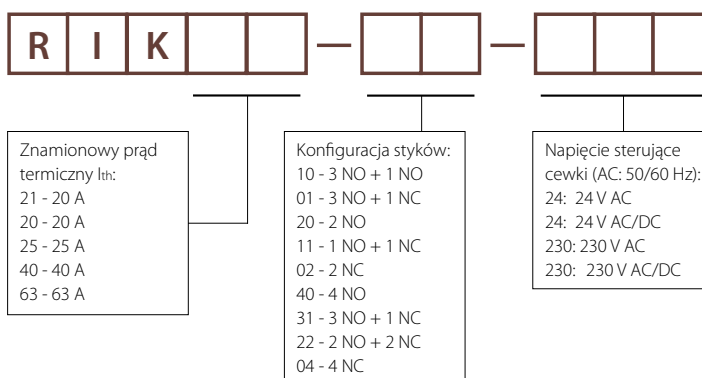 R I K — —
Znamionowy prąd
termiczny Ith:
21 - 20 A
20 - 20 A
25 - 25 A
40 - 40 A
63 - 63 A
Konfiguracja styków:
10 - 3 NO + 1 NO
01 - 3 NO + 1 NC
20 - 2 NO
11 - 1 NO + 1 NC
02 - 2 NC
40 - 4 NO
31 - 3 NO + 1 NC
22 - 2 NO + 2 NC
04 - 4 NC
Napięcie sterujące
cewki (AC: 50/60 Hz):
24: 24 V AC
24: 24 V AC/DC
230: 230 V AC
230: 230 V AC/DC